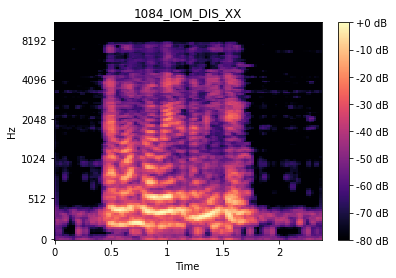 1084_IOM_DIS_XX
+0 dB
8192
-10 dB
4096
-20 dB
-30 dB
2048
Hz
-40 dB
1024
-50 dB
512
-60 dB
-70 dB
0
-80 dB
0 0.5 1 1.5 2
Time